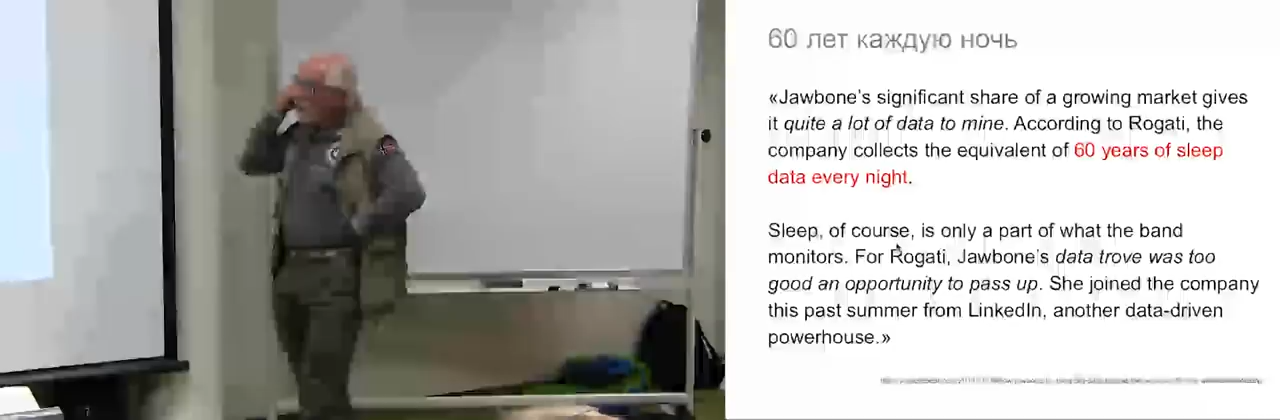 60 лет каждую ночь
«Jawbone's significant share of a growing market gives
it quite a lot of data to mine. According to Rogati, the
company collects the equivalent of 60 years of sleep
data every night.
Sleep, of course, is only a part of what the band
monitors. For Rogati, Jawbone's data trove was too
good an opportunity to pass up. She joined the company
this past summer from LinkedIn, another data-driven
powerhouse.»